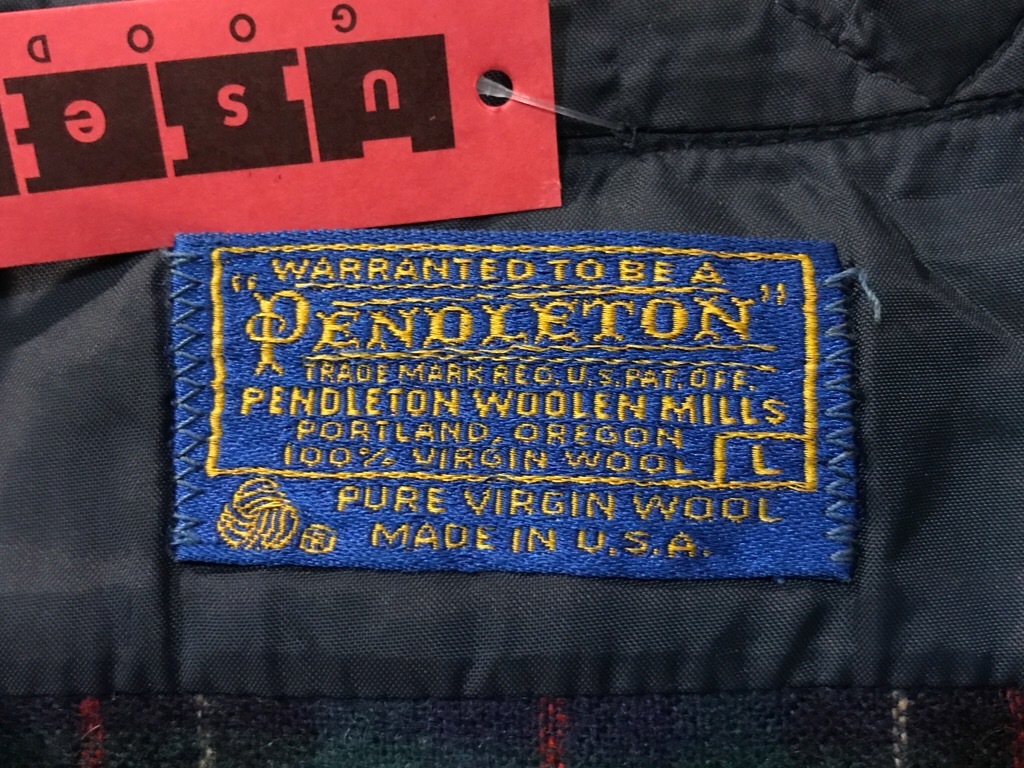 GOOD
USe
WARRANTED TO BE A
"PENDLETON"
TRADE MARK REG. U.S. PAT. OFF.
PENDLETON WOOLEN MILLS
PORTLAND, OREGON
100% VIRGIN WOOL L
PURE VIRGIN WOOL
® MADE IN U.S.A.